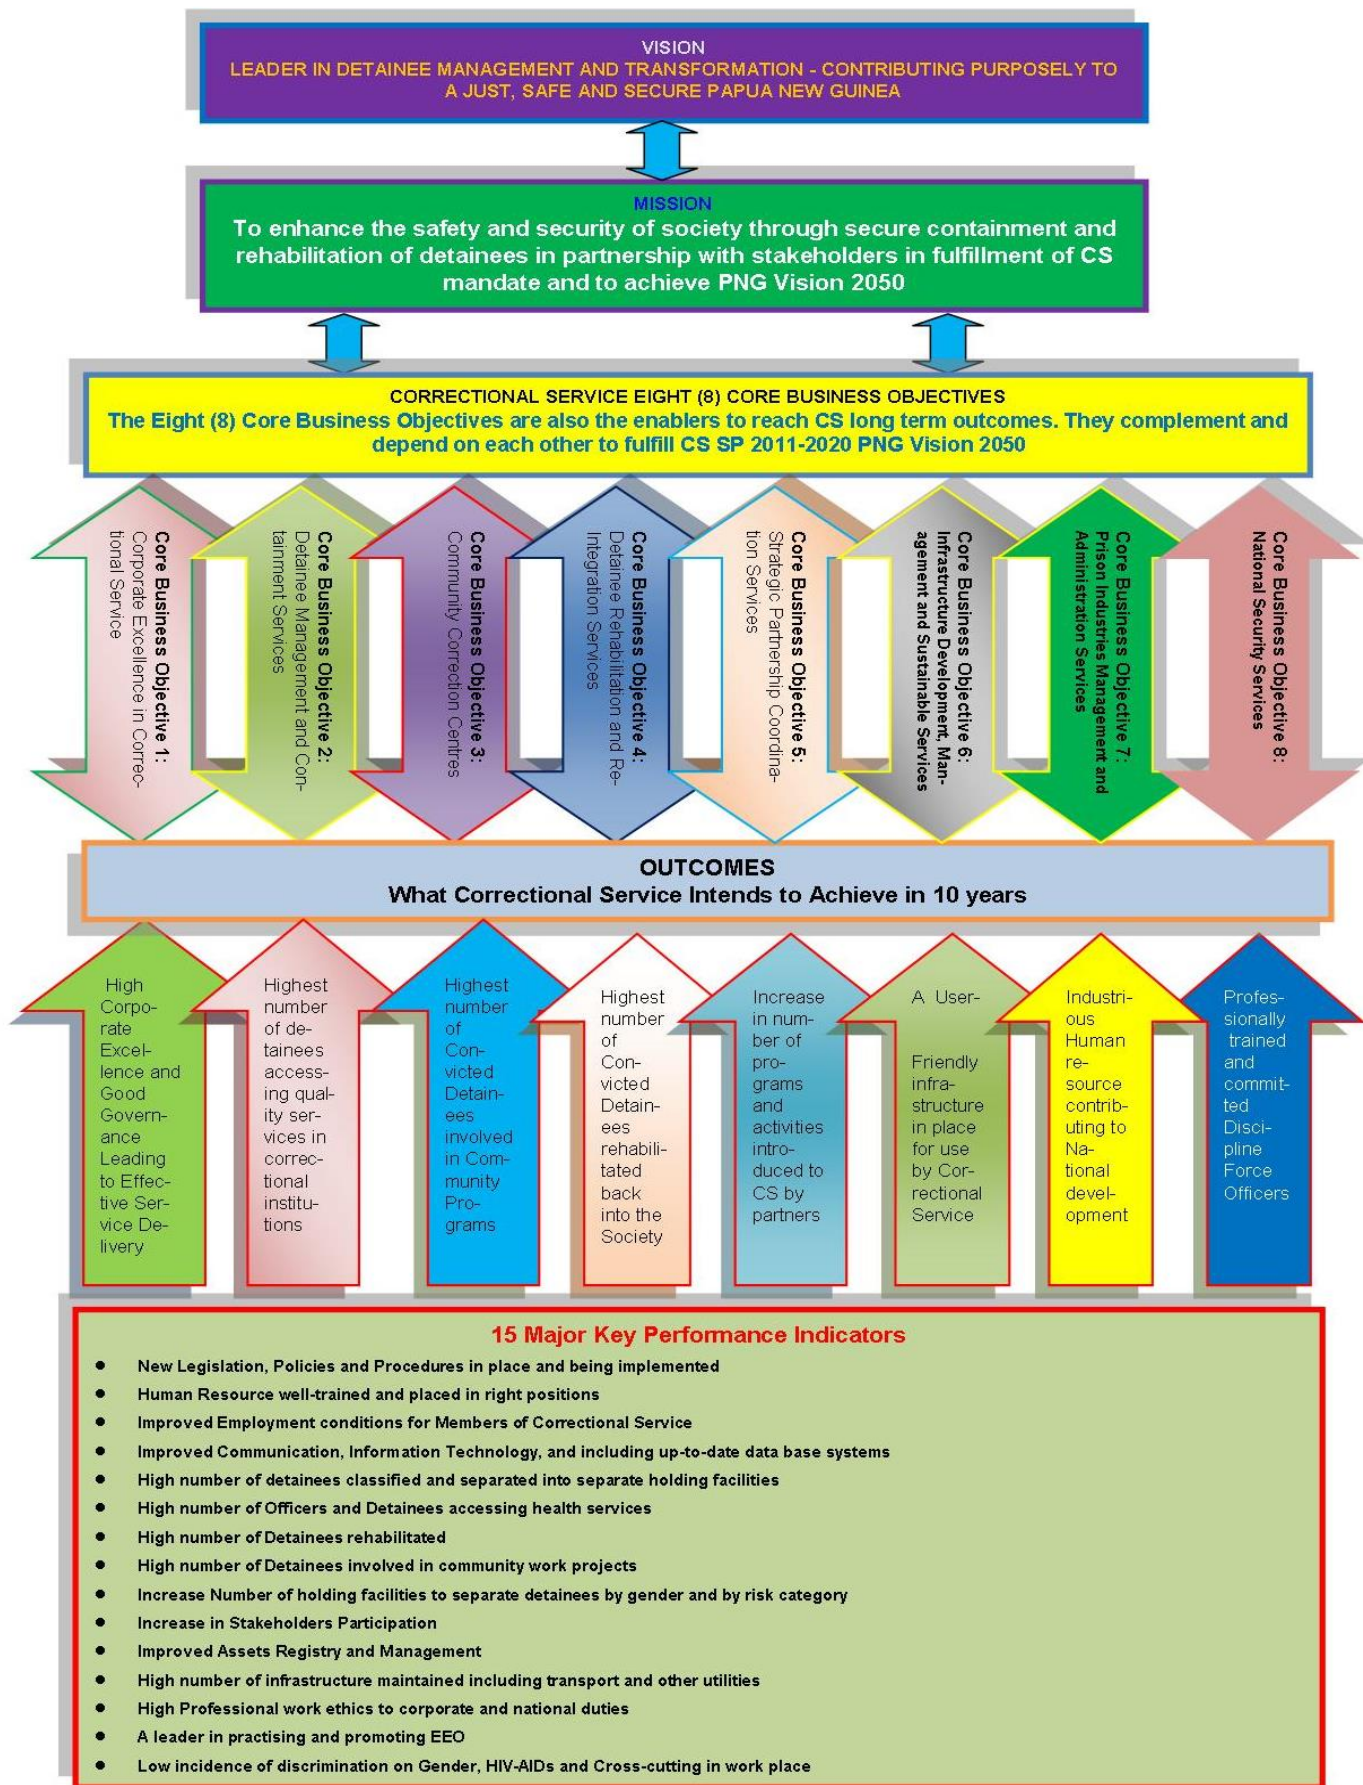 VISION
LEADER IN DETAINEE MANAGEMENT AND TRANSFORMATION - CONTRIBUTING PURPOSELY TO
A JUST, SAFE AND SECURE PAPUA NEW GUINEA
MISSION
To enhance the safety and security of society through secure containment and
rehabilitation of detainees in partnership with stakeholders in fulfillment of CS
mandate and to achieve PNG Vision 2050
CORRECTIONAL SERVICE EIGHT (8) CORE BUSINESS OBJECTIVES
The Eight (8) Core Business Objectives are also the enablers to reach CS long term outcomes. They complement and
depend on each other to fulfill CS SP 2011-2020 PNG Vision 2050
Core Business Objective 1:
Corporate Excellence in Correc-
tional Service
Core Business Objective 2:
Detainee Management and Con-
tainment Services
Core Business Objective 3:
Community Correction Centres
Core Business Objective 4:
Detainee Rehabilitation and Re-
Integration Services
Core Business Objective 5:
Strategic Partnership Coordina-
tion Services
Core Business Objective 6:
Infrastructure Development, Man-
agement and Sustainable Services
Core Business Objective 7:
Prison Industries Management and
Administration Services
Core Business Objective 8:
National Security Services
OUTCOMES
What Correctional Service Intends to Achieve in 10 years
High
Corpo-
rate
Excel-
lence and
Good
Govern-
ance
Leading
to Effec-
tive Ser-
vice De-
livery
Highest
number
of de-
tainees
access-
ing qual-
ity ser-
vices in
correc-
tional
institu-
tions
Highest
number
of
Con-
victed
Detain-
ees
involved
in Com-
munity
Pro-
grams
Highest
number
of
Con-
victed
Detain-
ees
rehabili-
tated
back
into the
Society
Increase
in num-
ber of
pro-
grams
and
activities
intro-
duced to
CS by
partners
A User-
Friendly
infra-
structure
in place
for use
by Cor-
rectional
Service
Industri-
ous
Human
re-
source
contrib-
uting to
Na-
tional
devel-
opment
Profes-
sionally
trained
and
commit-
ted
Disci-
pline
Force
Officers
15 Major Key Performance Indicators
● New Legislation, Policies and Procedures in place and being implemented
● Human Resource well-trained and placed in right positions
● Improved Employment conditions for Members of Correctional Service
● Improved Communication, Information Technology, and including up-to-date data base systems
● High number of detainees classified and separated into separate holding facilities
● High number of Officers and Detainees accessing health services
● High number of Detainees rehabilitated
● High number of Detainees involved in community work projects
● Increase Number of holding facilities to separate detainees by gender and by risk category
● Increase in Stakeholders Participation
● Improved Assets Registry and Management
● High number of infrastructure maintained including transport and other utilities
● High Professional work ethics to corporate and national duties
● A leader in practising and promoting EEO
● Low incidence of discrimination on Gender, HIV-AIDs and Cross-cutting in work place